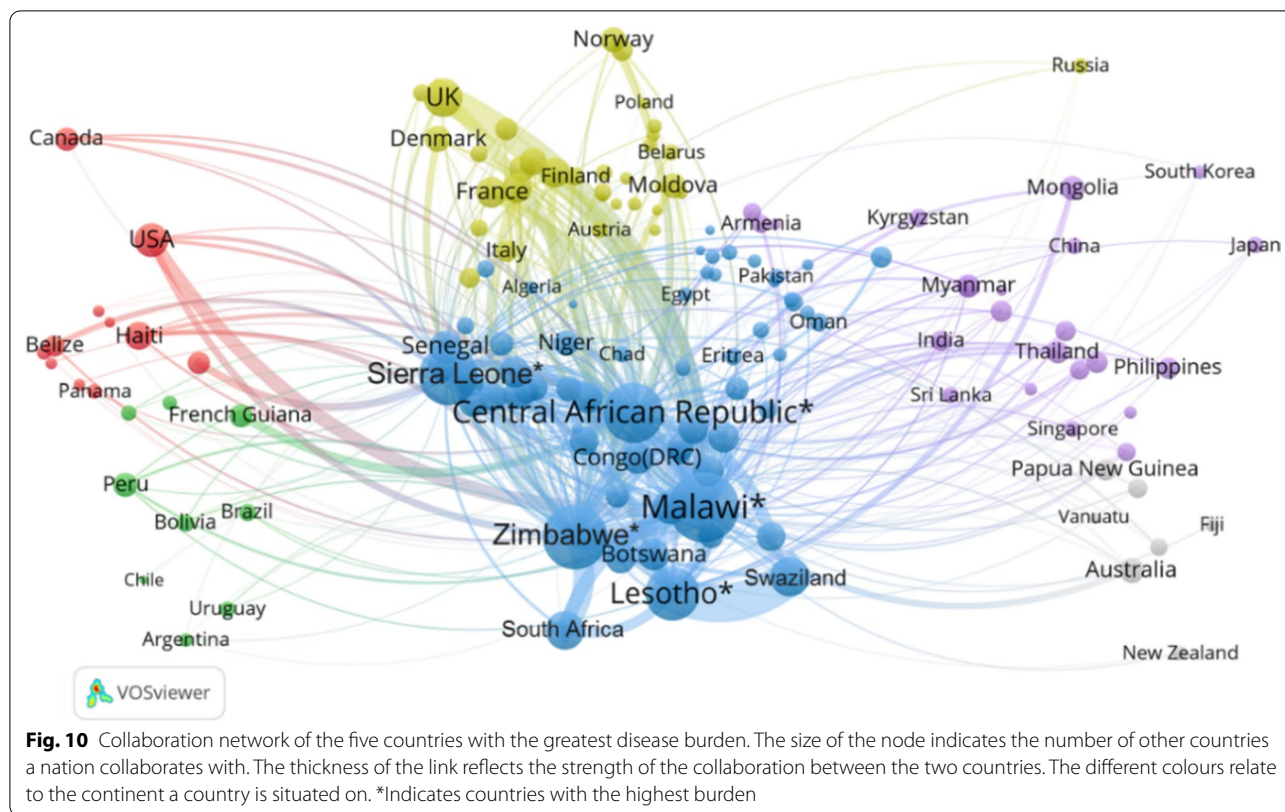 Norway
Russia
UK
Poland
Canada
Denmark
Belarus
Finland
South Korea
France
Moldova
Mongolia
Armenia
Kyrgyzstan
USA
Austria
China
Japan
Italy
Algeria
Pakistan
Myanmar
Egypt
Oman
Belize
Haiti
Senegal
Niger
Chad
Eritrea
India
Thailand
Philippines
Sierra Leone*
Panama
Sri Lanka
French Guiana
Central African Republic*
Singapore
Congo(DRC)
Papua New Guinea
Peru
Malawi*
Bolivia
Brazil
Vanuatu
Fiji
Zimbabwe*
Botswana
Australia
Chile
Swaziland
Lesotho*
Uruguay
South Africa
Argentina
New Zealand
VOSviewer
Fig. 10 Collaboration network of the five countries with the greatest disease burden. The size of the node indicates the number of other countries
a nation collaborates with. The thickness of the link reflects the strength of the collaboration between the two countries. The different colours relate
to the continent a country is situated on. *Indicates countries with the highest burden